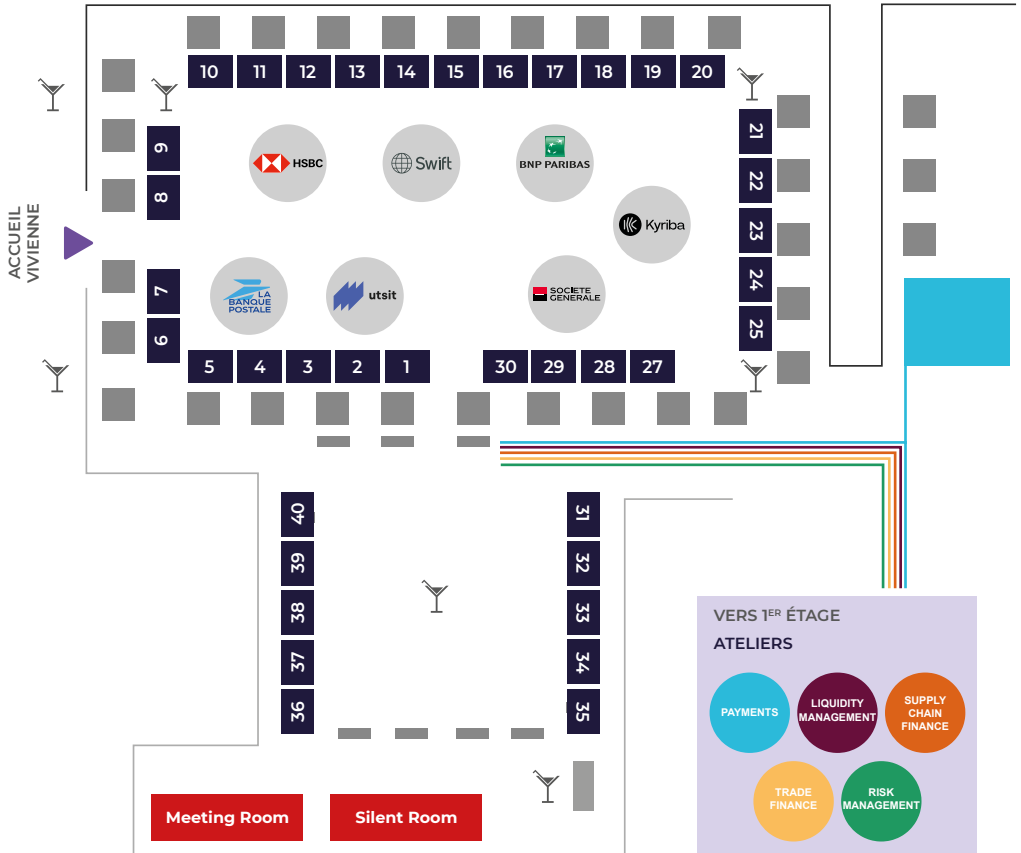 10 11 12 13 14 15 16 17 18 19 20
9
8
7
6
21
22
23
24
25
HSBC
Swift
BNP PARIBAS
Kyriba
LA
BANQUE
POSTALE
utsit
SOCIETE
GENERALE
ACCUEIL
VIVIENNE
5 4 3 2 1
30 29 28 27
40
39
38
37
36
31
32
33
34
35
VERS 1ER ÉTAGE
ATELIERS
PAYMENTS
LIQUIDITY
MANAGEMENT
SUPPLY
CHAIN
FINANCE
TRADE
FINANCE
RISK
MANAGEMENT
Meeting Room
Silent Room